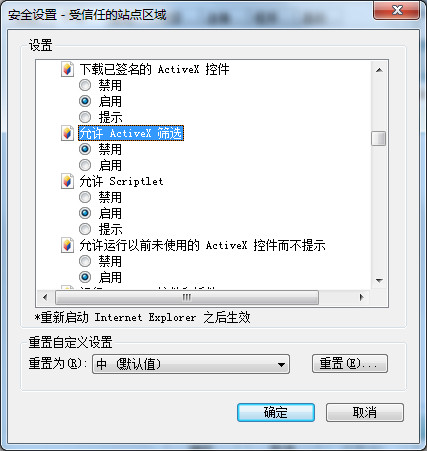 安全设置 - 受信任的站点区域
设置
下载已签名的 ActiveX 控件
禁用
启用
提示
允许 ActiveX 筛选
禁用
启用
允许 Scriptlet
禁用
启用
提示
允许运行以前未使用的 ActiveX 控件而不提示
禁用
启用
*重新启动 Internet Explorer 之后生效
重置自定义设置
重置为(R): 中 (默认值) 重置(E)...
确定 取消